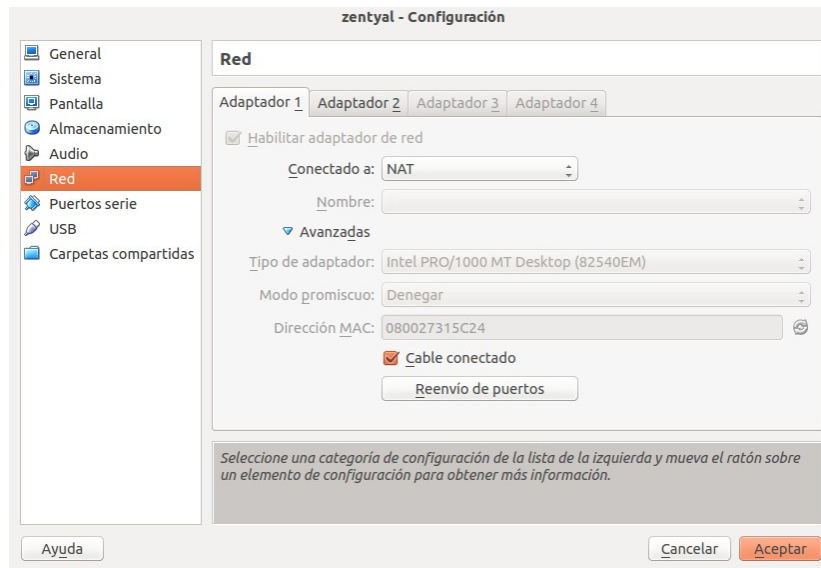 zentyal - Configuración
General
Sistema
Pantalla
Almacenamiento
Audio
Red
Puertos serie
USB
Carpetas compartidas
Red
Adaptador 1 Adaptador 2 Adaptador 3 Adaptador 4
Habilitar adaptador de red
Conectado a: NAT
Nombre:
Avanzadas
Tipo de adaptador: Intel PRO/1000 MT Desktop (82540EM)
Modo promiscuo: Denegar
Dirección MAC: 080027315C24
Cable conectado
Reenvío de puertos
Seleccione una categoría de configuración de la lista de la izquierda y mueva el ratón sobre
un elemento de configuración para obtener más información.
Ayuda Cancelar Aceptar